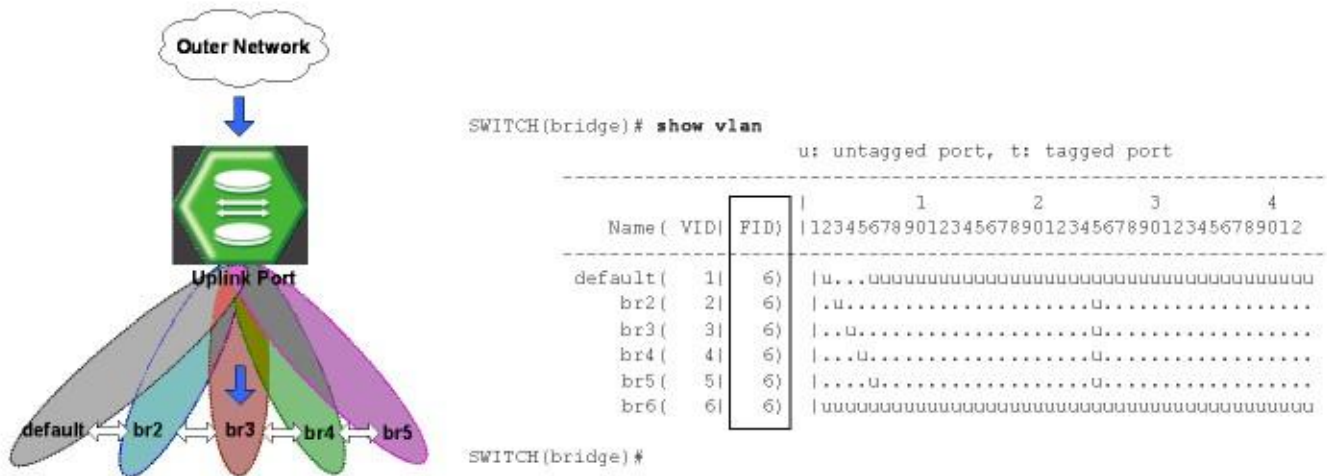 Outer Network
Uplink Port
default
br2
br3
br4
br5
SWITCH(bridge)# show vlan
u: untagged port, t: tagged port
------------------------------------------------------------------
| 1 2 3 4
Name( VID| FID) |123456789012345678901234567890123456789012
------------------------------------------------------------------
default( 1| 6) |u...uuuuuuuuuuuuuuuuuuuuuuuuuuuuuuuuuuuuuu
br2( 2| 6) |.u.....................u..................
br3( 3| 6) |..u....................u..................
br4( 4| 6) |...u...................u..................
br5( 5| 6) |....u..................u..................
br6( 6| 6) |uuuuuuuuuuuuuuuuuuuuuuuuuuuuuuuuuuuuuuuuuu
SWITCH(bridge)#